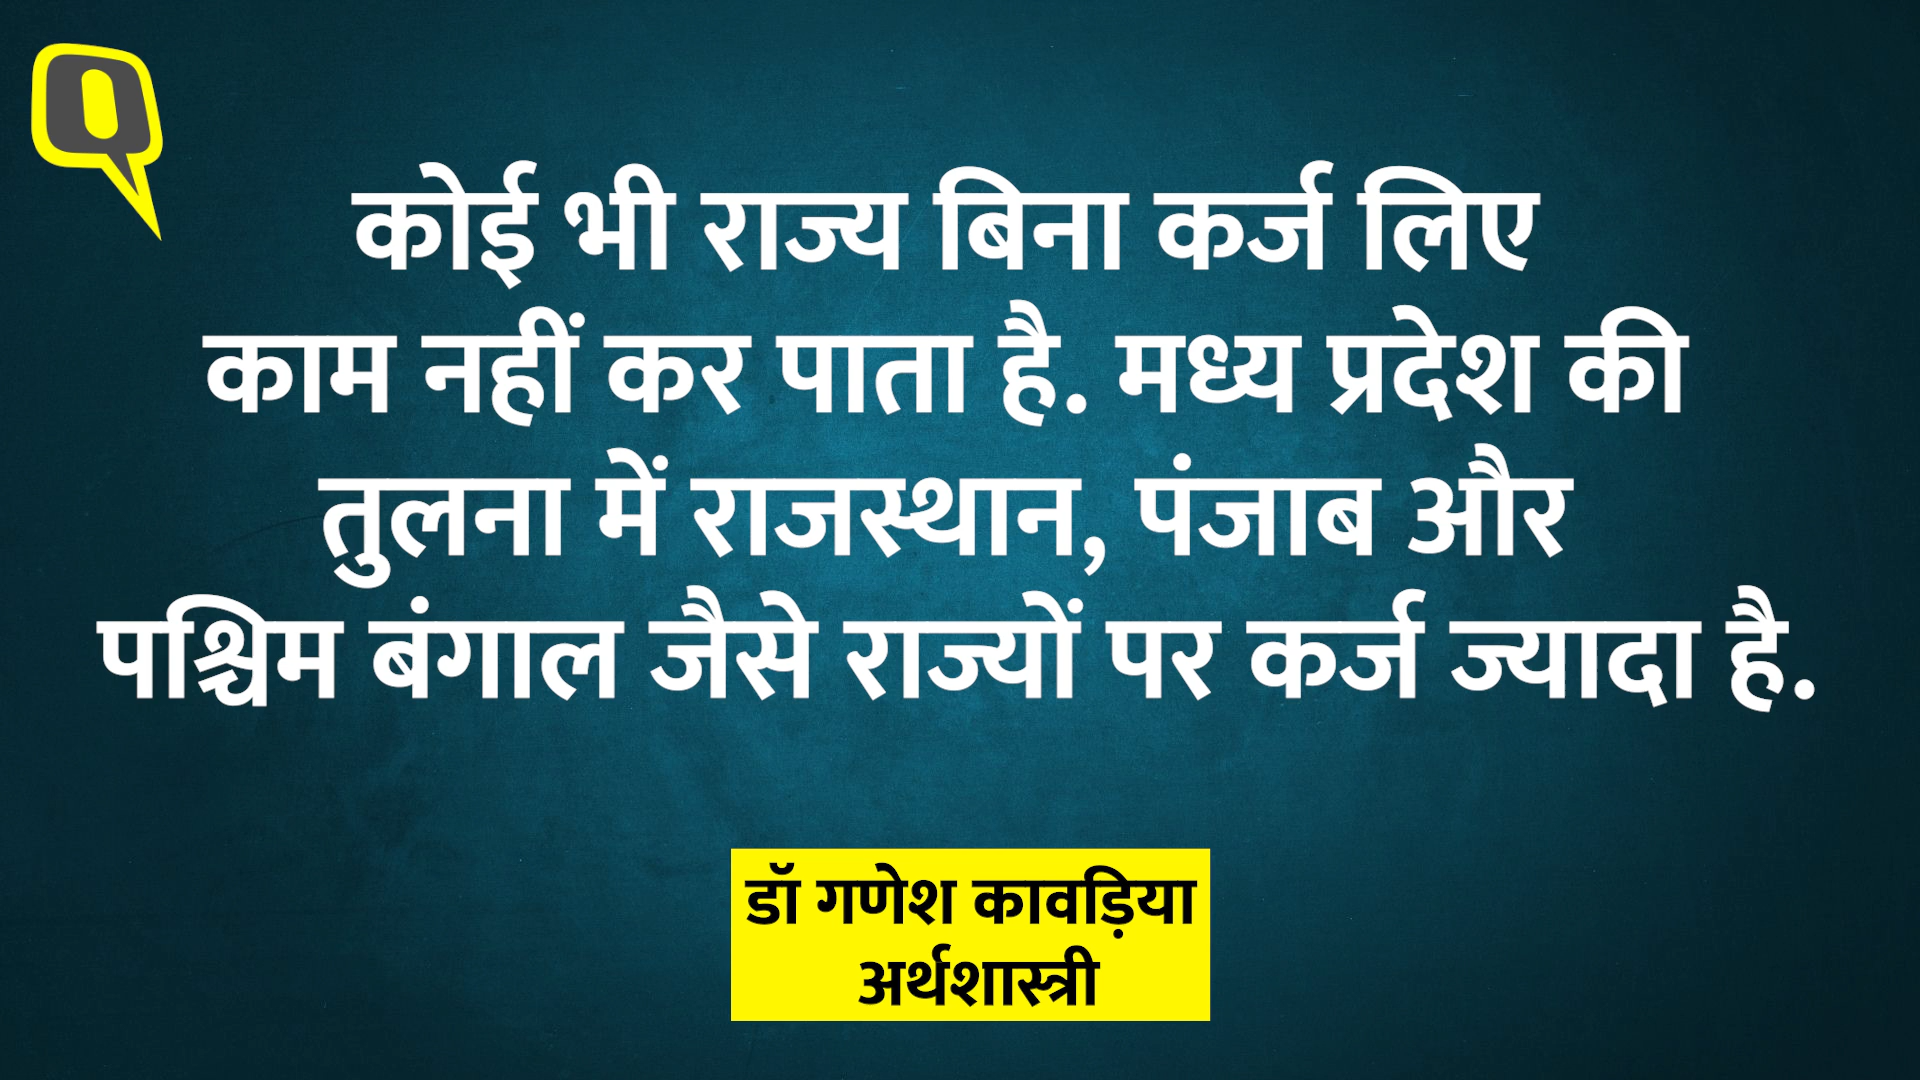 कोई भी राज्य बिना कर्ज लिए
काम नहीं कर पाता है. मध्य प्रदेश की
तुलना में राजस्थान, पंजाब और
पश्चिम बंगाल जैसे राज्यों पर कर्ज ज्यादा है.
डॉ गणेश कावड़िया
अर्थशास्त्री